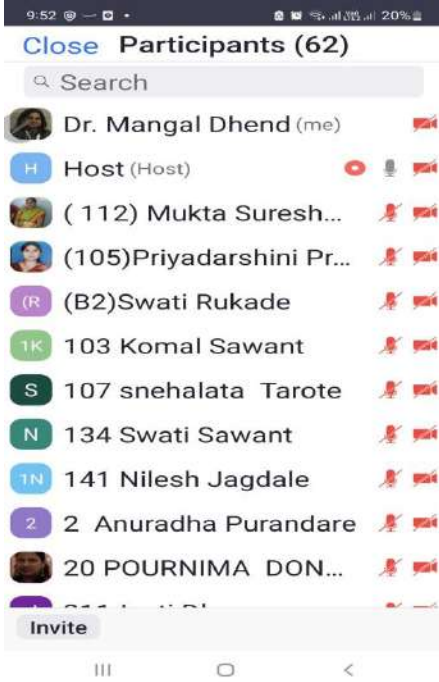 9:52 20%
Close Participants (62)
Search
Dr. Mangal Dhend (me)
H Host (Host)
( 112) Mukta Suresh...
(105)Priyadarshini Pr...
(R (B2)Swati Rukade
1K 103 Komal Sawant
S 107 snehalata Tarote
N 134 Swati Sawant
1N 141 Nilesh Jagdale
2 2 Anuradha Purandare
20 POURNIMA DON...
Invite